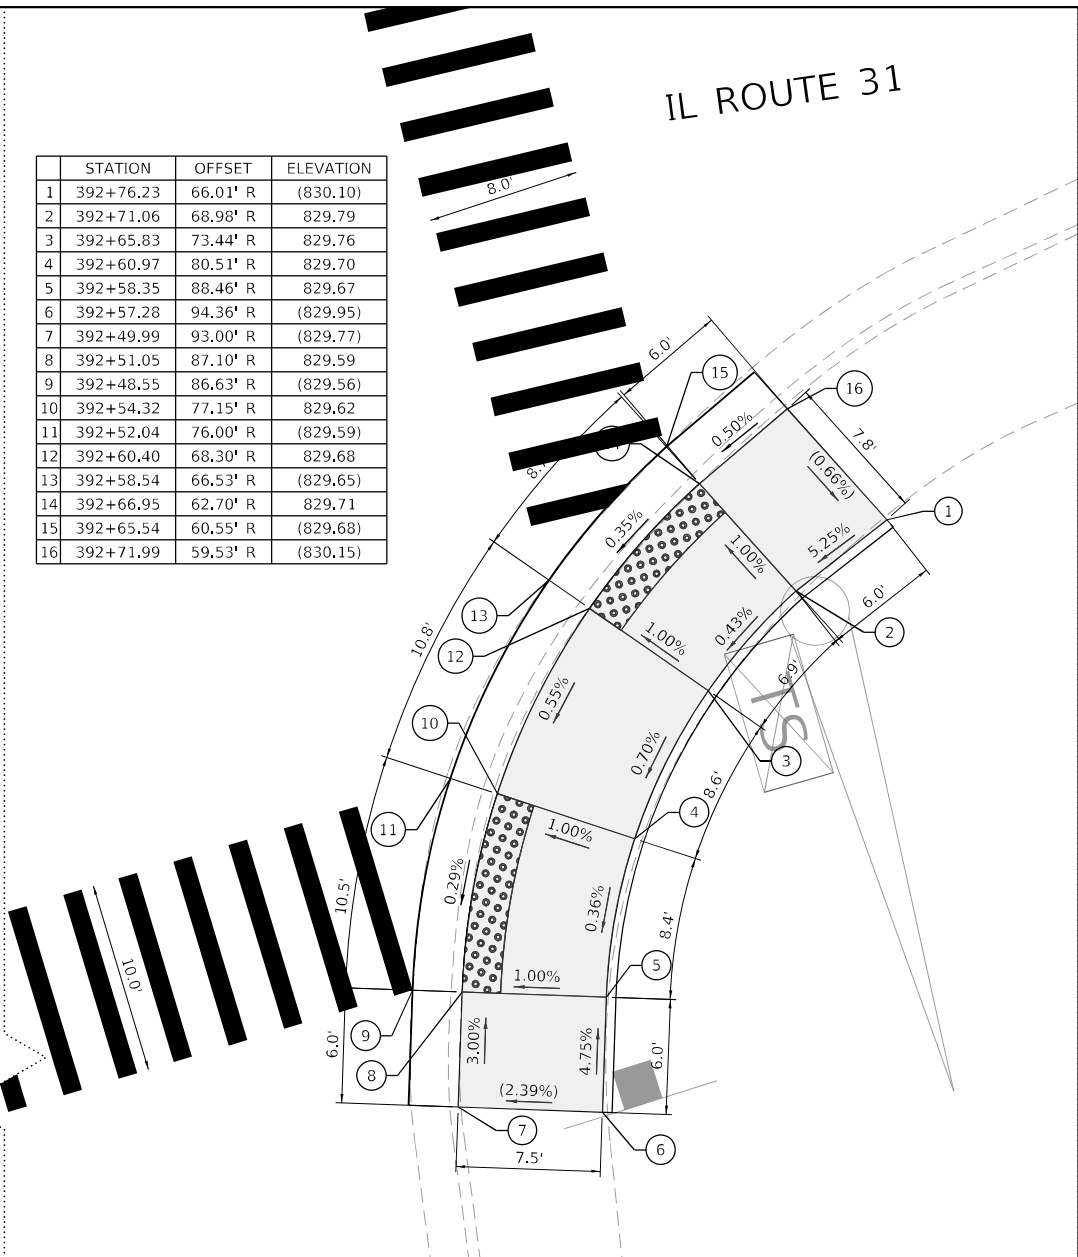 IL ROUTE 31
STATION OFFSET ELEVATION
1 392+76.23 66.01' R (830.10)
2 392+71.06 68.98' R 829.79
3 392+65.83 73.44' R 829.76
4 392+60.97 80.51' R 829.70
5 392+58.35 88.46' R 829.67
6 392+57.28 94.36' R (829.95)
7 392+49.99 93.00' R (829.77)
8 392+51.05 87.10' R 829.59
9 392+48.55 86.63' R (829.56)
10 392+54.32 77.15' R 829.62
11 392+52.04 76.00' R (829.59)
12 392+60.40 68.30' R 829.68
13 392+58.54 66.53' R (829.65)
14 392+66.95 62.70' R 829.71
15 392+65.54 60.55' R (829.68)
16 392+71.99 59.53' R (830.15)
8.0'
6.0'
15
16
0.50%
7.8'
(0.66%)
1
5.25%
0.35%
1.00%
6.0'
13
12
1.00%
0.43%
2
10.8'
6.9'
TS
0.55%
10
0.70%
3
8.6'
4
11
1.00%
0.29%
10.5'
0.36%
8.4'
10.0'
5
1.00%
9
6.0'
3.00%
4.75%
6.0'
8
(2.39%)
7
6
7.5'